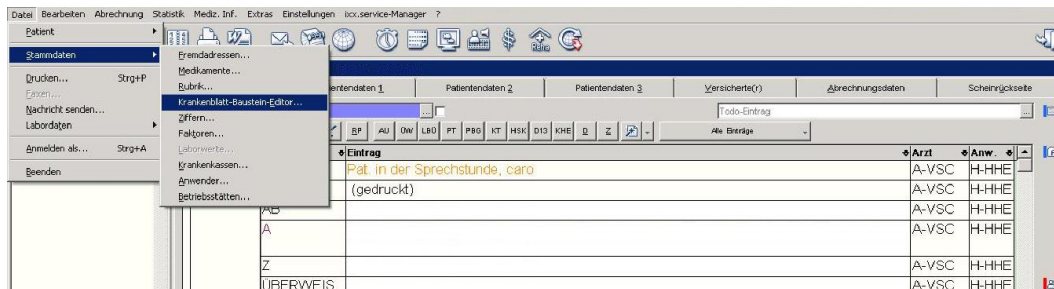 Datei Bearbeiten Abrechnung Statistik Mediz. Inf. Extras Einstellungen ixx.service-Manager ?
Patient
Stammdaten
Drucken... Strg+P
Faxen...
Nachricht senden...
Labordaten
Anmelden als... Strg+A
Beenden
Fremdadressen...
Medikamente...
Rubrik...
Krankenblatt-Baustein-Editor...
Ziffern...
Faktoren...
Laborwerte...
Krankenkassen...
Anwender...
Betriebsstätten...
entendaten 1 Patientendaten 2 Patientendaten 3 Versicherte(r) Abrechnungsdaten Scheinrückseite
... Todo-Eintrag ...
RP AU ÜW LBÜ PT PBG KT HSK D13 KHE D Z Alle Einträge
Eintrag Arzt Anw.
Pat. in der Sprechstunde, caro A-VSC H-HHE
(gedruckt) A-VSC H-HHE
AB A-VSC H-HHE
A A-VSC H-HHE
Z A-VSC H-HHE
ÜBERWEIS A-VSC H-HHE